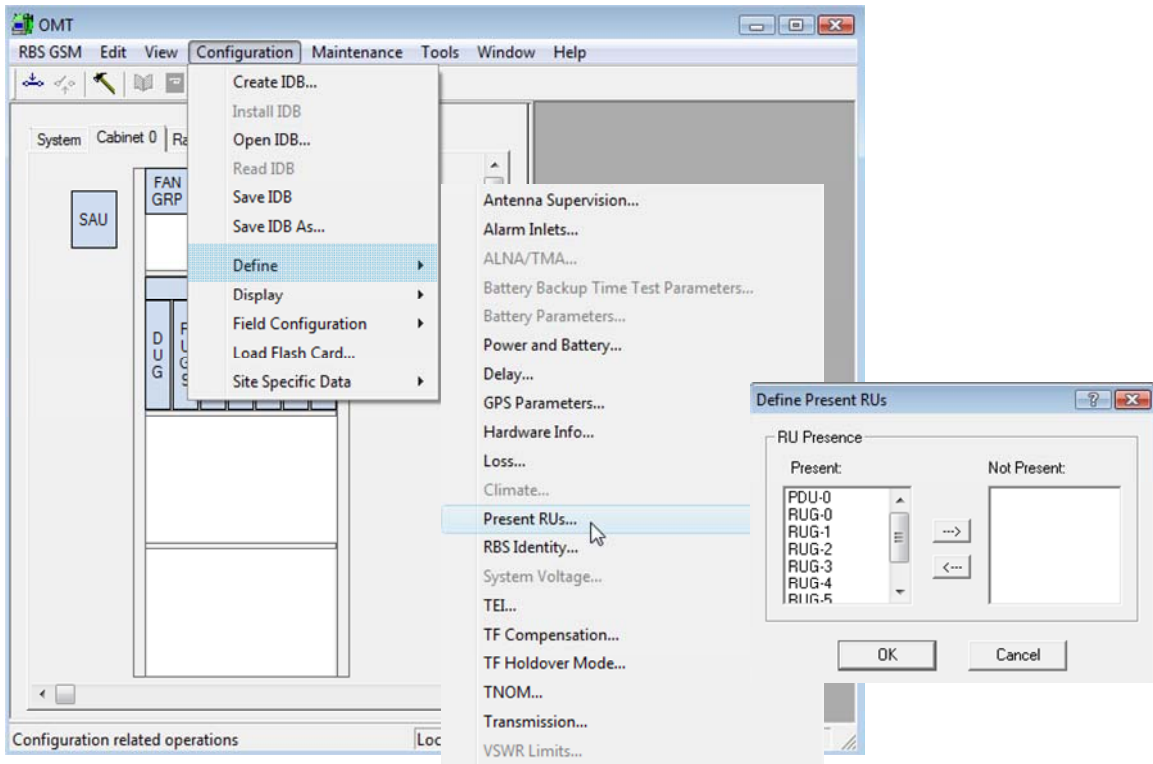 OMT
RBS GSM Edit View Configuration Maintenance Tools Window Help
Create IDB...
Install IDB
Open IDB...
Read IDB
Save IDB
Save IDB As...
Define
Display
Field Configuration
Load Flash Card...
Site Specific Data
System Cabinet 0 Ra
SAU
FAN
GRP
D
U
G
Antenna Supervision...
Alarm Inlets...
ALNA/TMA...
Battery Backup Time Test Parameters...
Battery Parameters...
Power and Battery...
Delay...
GPS Parameters...
Hardware Info...
Loss...
Climate...
Present RUs...
RBS Identity...
System Voltage...
TEI...
TF Compensation...
TF Holdover Mode...
TNOM...
Transmission...
VSWR Limits...
Define Present RUs
RU Presence
Present: Not Present:
PDU-0
RUG-0
RUG-1
RUG-2
RUG-3
RUG-4
RUG-5
--->
<---
OK Cancel
Configuration related operations Loc